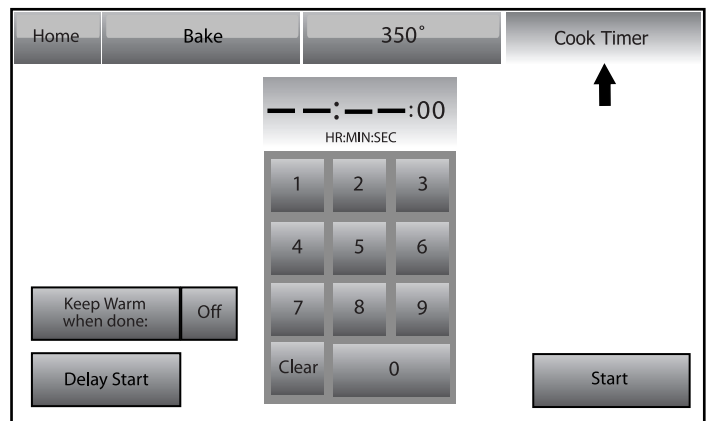 Home Bake 350° Cook Timer
— —:— —:00
HR:MIN:SEC
1 2 3
4 5 6
7 8 9
Keep Warm
when done:
Off
Clear 0
Delay Start
Start